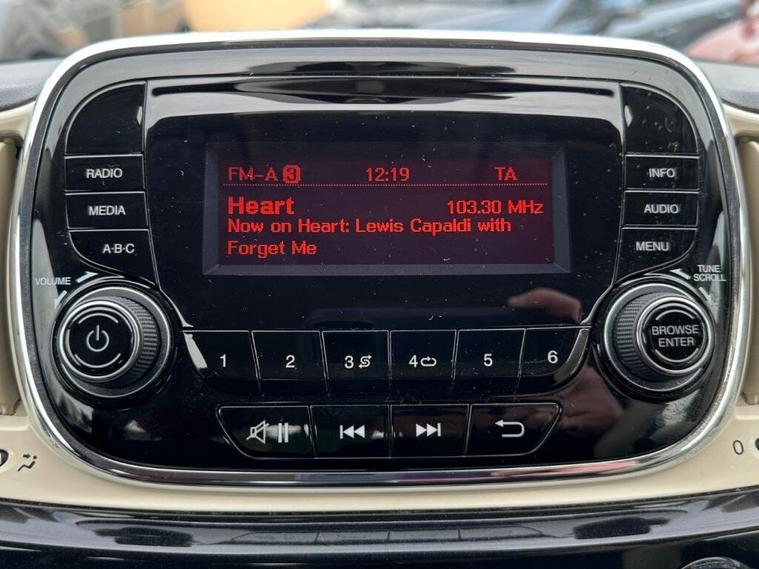 FM-A 3 12:19 TA
Heart 103.30 MHz
Now on Heart: Lewis Capaldi with
Forget Me
RADIO
MEDIA
A·B·C
INFO
AUDIO
MENU
VOLUME
TUNE
SCROLL
BROWSE
ENTER
1 2 3 4 5 6
0